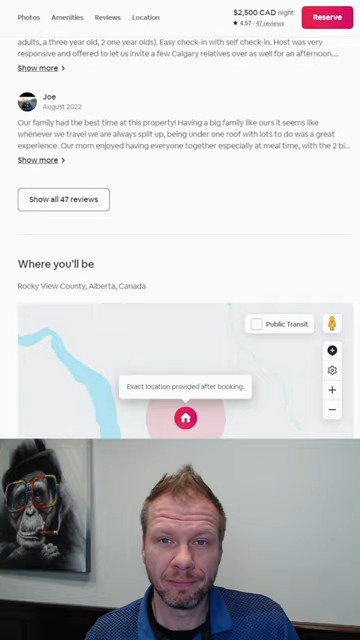 Photos Amenities Reviews Location
$2,500 CAD night
★ 4.57 · 47 reviews
Reserve
adults, a three year old, 2 one year olds). Easy check-in with self check-in. Host was very
responsive and offered to let us invite a few Calgary relatives over as well for an afternoon....
Show more >
Joe
August 2022
Our family had the best time at this property! Having a big family like ours it seems like
whenever we travel we are always split up, being under one roof with lots to do was a great
experience. Our mom enjoyed having everyone together especially at meal time, with the 2 bi...
Show more >
Show all 47 reviews
Where you'll be
Rocky View County, Alberta, Canada
Public Transit
Exact location provided after booking.